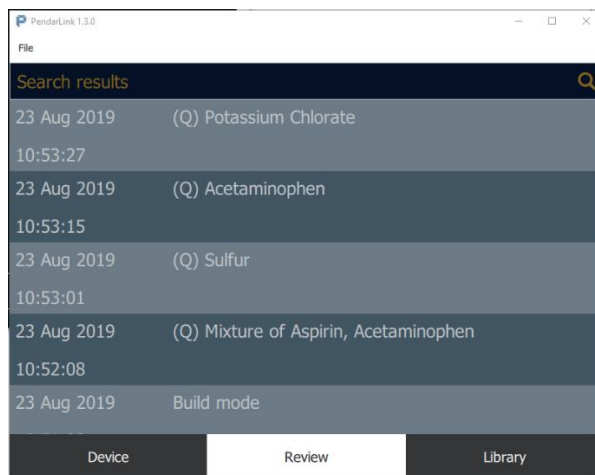 PendarLink 1.3.0
File
Search results
23 Aug 2019 (Q) Potassium Chlorate
10:53:27
23 Aug 2019 (Q) Acetaminophen
10:53:15
23 Aug 2019 (Q) Sulfur
10:53:01
23 Aug 2019 (Q) Mixture of Aspirin, Acetaminophen
10:52:08
23 Aug 2019 Build mode
Device Review Library